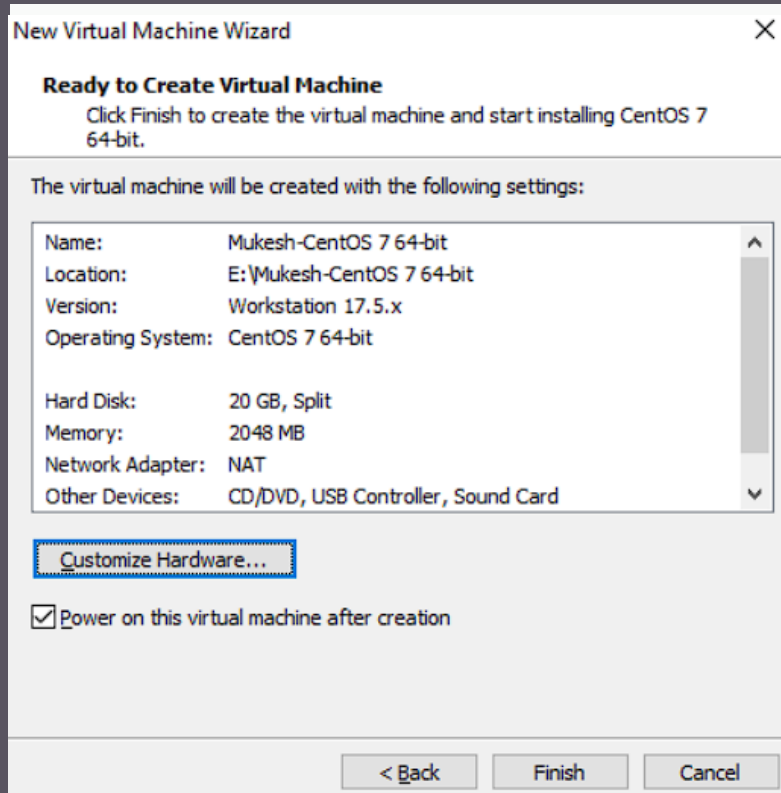 New Virtual Machine Wizard
Ready to Create Virtual Machine
Click Finish to create the virtual machine and start installing CentOS 7
64-bit.
The virtual machine will be created with the following settings:
Name: Mukesh-CentOS 7 64-bit
Location: E:\Mukesh-CentOS 7 64-bit
Version: Workstation 17.5.x
Operating System: CentOS 7 64-bit
Hard Disk: 20 GB, Split
Memory: 2048 MB
Network Adapter: NAT
Other Devices: CD/DVD, USB Controller, Sound Card
Customize Hardware...
Power on this virtual machine after creation
< Back Finish Cancel